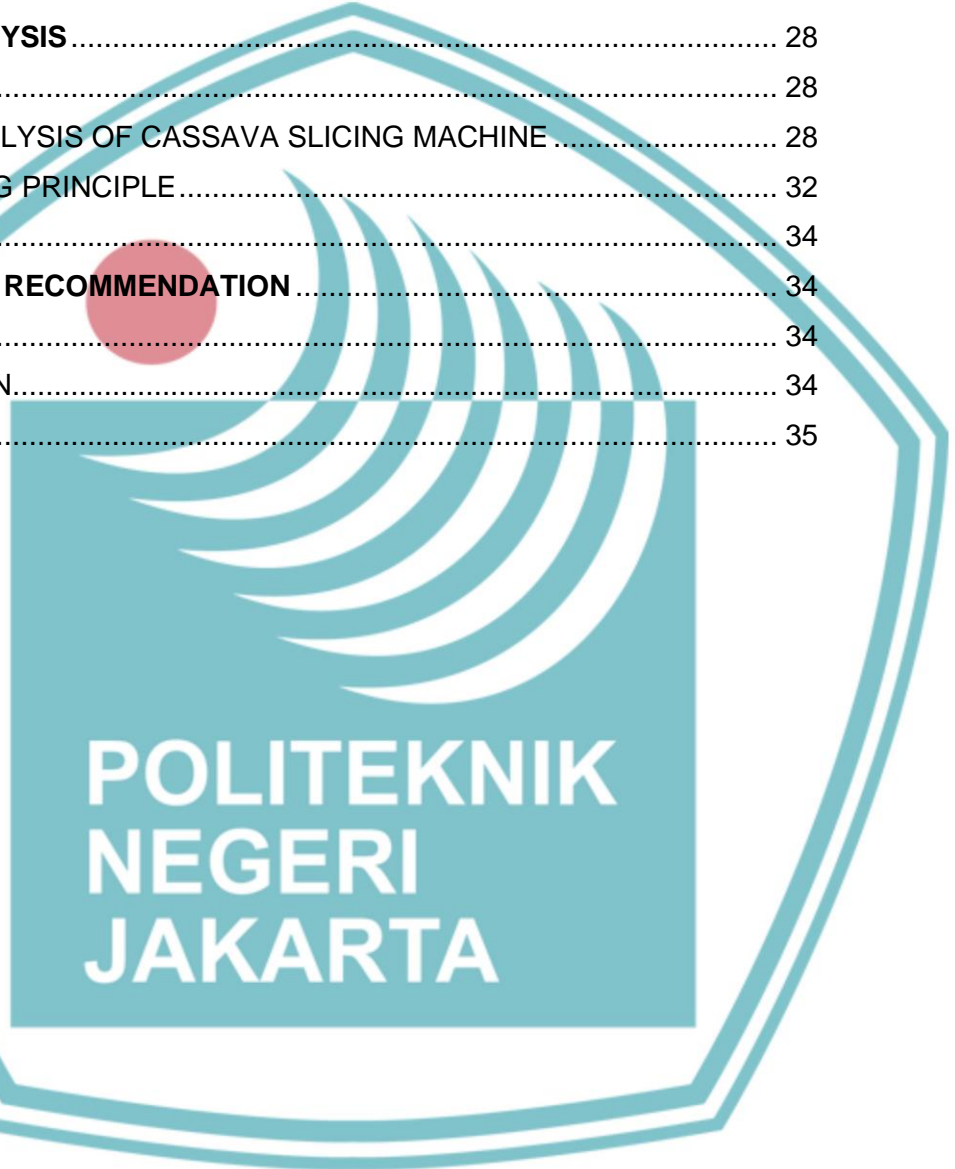 YSIS ........ 28
........ 28
LYSIS OF CASSAVA SLICING MACHINE ........ 28
G PRINCIPLE ........ 32
........ 34
RECOMMENDATION ........ 34
........ 34
N ........ 34
........ 35
POLITEKNIK
NEGERI
JAKARTA